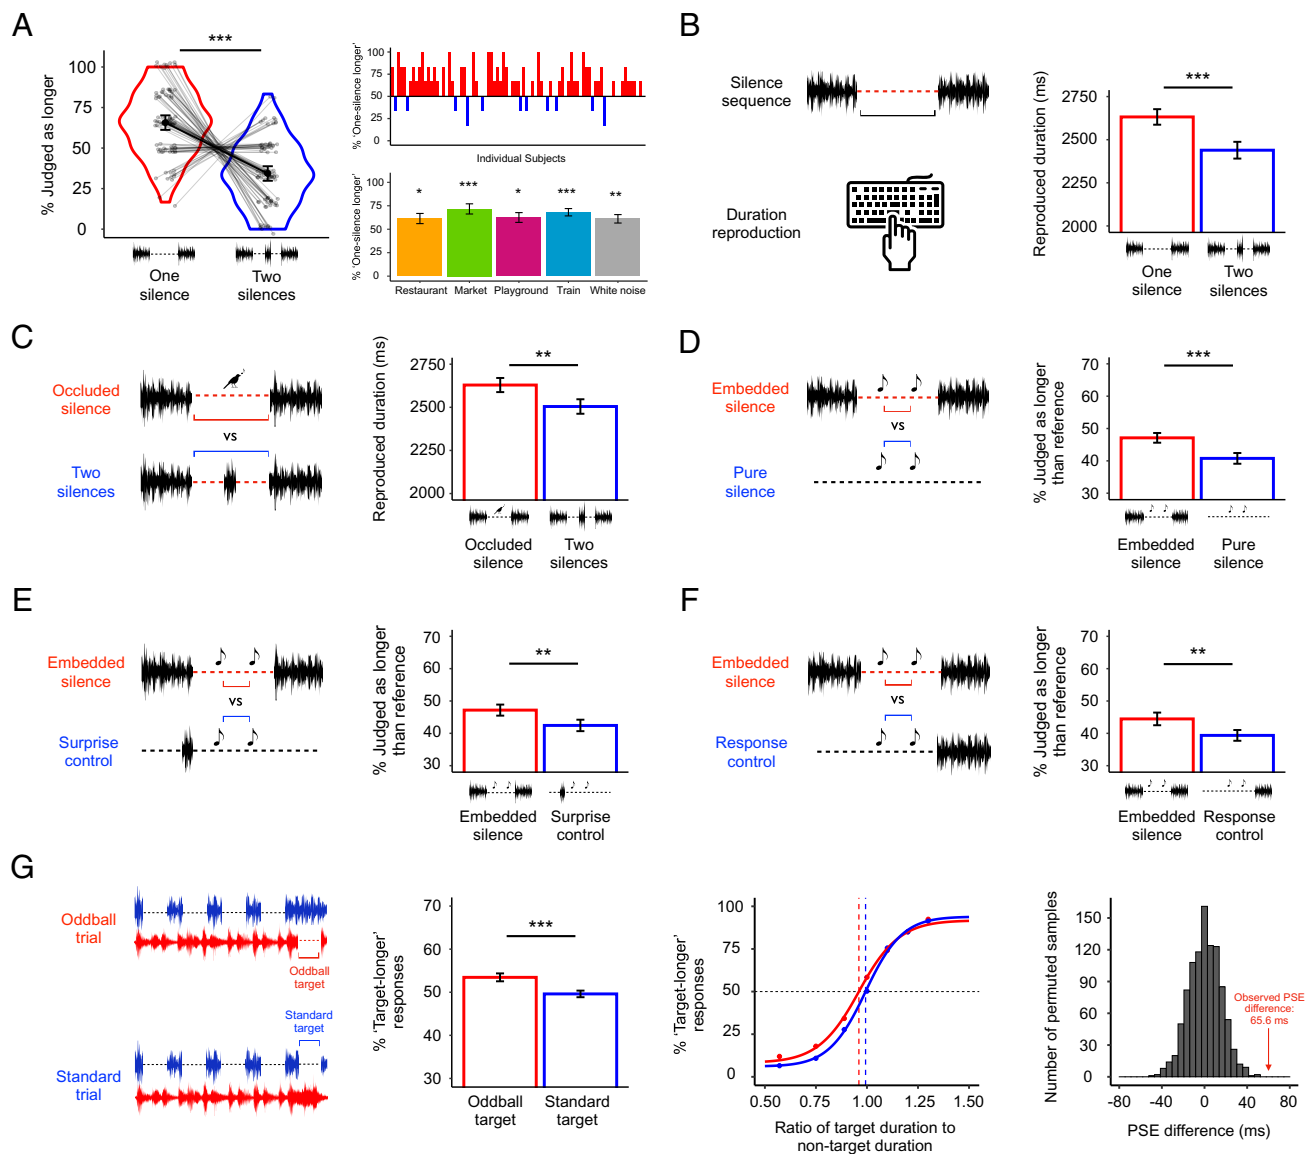 A
% Judged as longer
100
75
50
25
0
***
One
silence
Two
silences
% 'One-silence longer'
100
75
50
25
0
Individual Subjects
% 'One-silence longer'
100
75
50
25
0
*
***
*
***
**
Restaurant
Market
Playground
Train
White noise
B
Silence
sequence
Duration
reproduction
Reproduced duration (ms)
2750
2500
2250
2000
***
One
silence
Two
silences
C
Occluded
silence
vs
Two
silences
Reproduced duration (ms)
2750
2500
2250
2000
**
Occluded
silence
Two
silences
D
Embedded
silence
vs
Pure
silence
% Judged as longer
than reference
70
60
50
40
30
***
Embedded
silence
Pure
silence
E
Embedded
silence
vs
Surprise
control
% Judged as longer
than reference
70
60
50
40
30
**
Embedded
silence
Surprise
control
F
Embedded
silence
vs
Response
control
% Judged as longer
than reference
70
60
50
40
30
**
Embedded
silence
Response
control
G
Oddball
trial
Oddball
target
Standard
target
Standard
trial
% 'Target-longer'
responses
70
60
50
40
30
***
Oddball
target
Standard
target
% 'Target-longer'
responses
100
75
50
25
0
0.50
0.75
1.00
1.25
1.50
Ratio of target duration to
non-target duration
Number of permuted samples
150
100
50
0
Observed PSE
difference:
65.6 ms
-80
-40
0
40
80
PSE difference (ms)